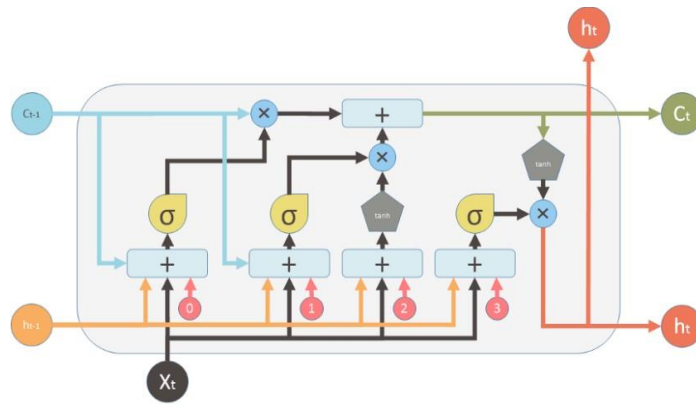 ht
Ct-1
×
+
Ct
×
tanh
σ
σ
tanh
σ
×
+
+
+
+
0
1
2
3
ht-1
ht
Xt